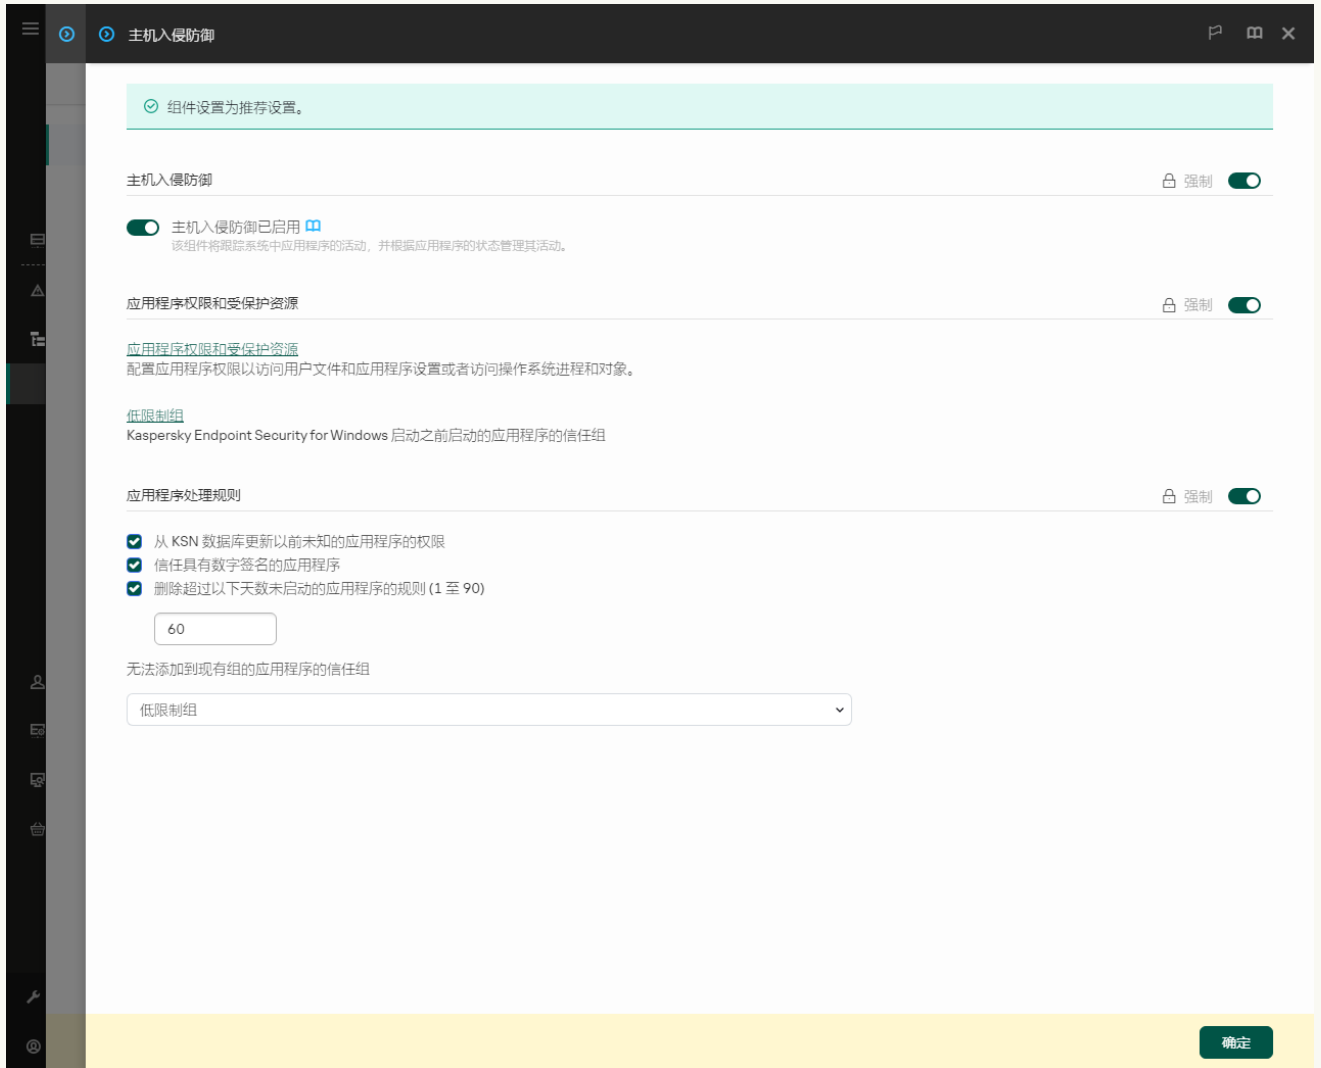 主机入侵防御
组件设置为推荐设置。
主机入侵防御
强制
主机入侵防御已启用
该组件将跟踪系统中应用程序的活动，并根据应用程序的状态管理其活动。
应用程序权限和受保护资源
强制
应用程序权限和受保护资源
配置应用程序权限以访问用户文件和应用程序设置或者访问操作系统进程和对象。
低限制组
Kaspersky Endpoint Security for Windows 启动之前启动的应用程序的信任组
应用程序处理规则
强制
从 KSN 数据库更新以前未知的应用程序的权限
信任具有数字签名的应用程序
删除超过以下天数未启动的应用程序的规则 (1 至 90)
60
无法添加到现有组的应用程序的信任组
低限制组
确定